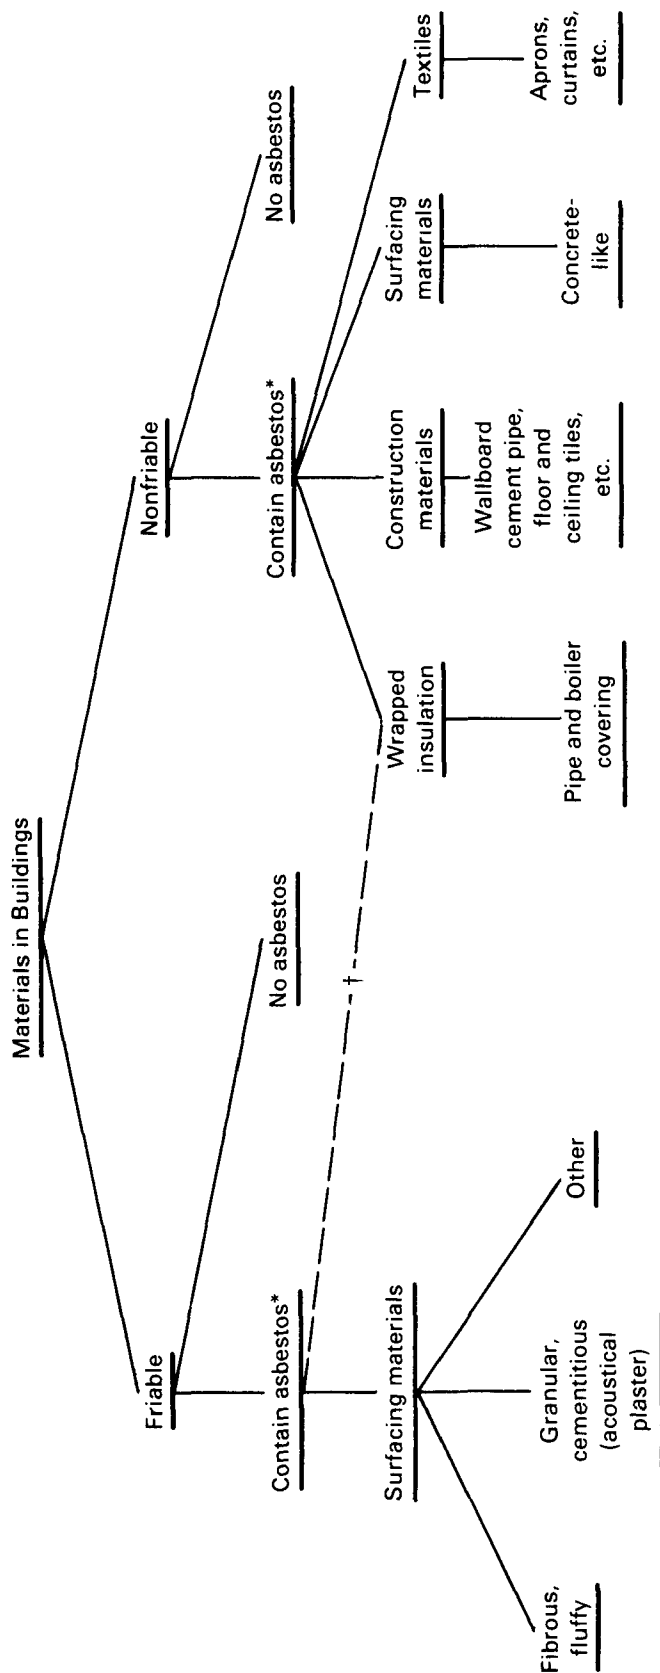 Materials in Buildings
Friable
Nonfriable
Contain asbestos*
No asbestos
Contain asbestos*
No asbestos
†
Surfacing materials
Wrapped
insulation
Construction
materials
Surfacing
materials
Textiles
Fibrous,
fluffy
Granular,
cementitious
(acoustical
plaster)
Other
Pipe and boiler
covering
Wallboard
cement pipe,
floor and
ceiling tiles,
etc.
Concrete-
like
Aprons,
curtains,
etc.